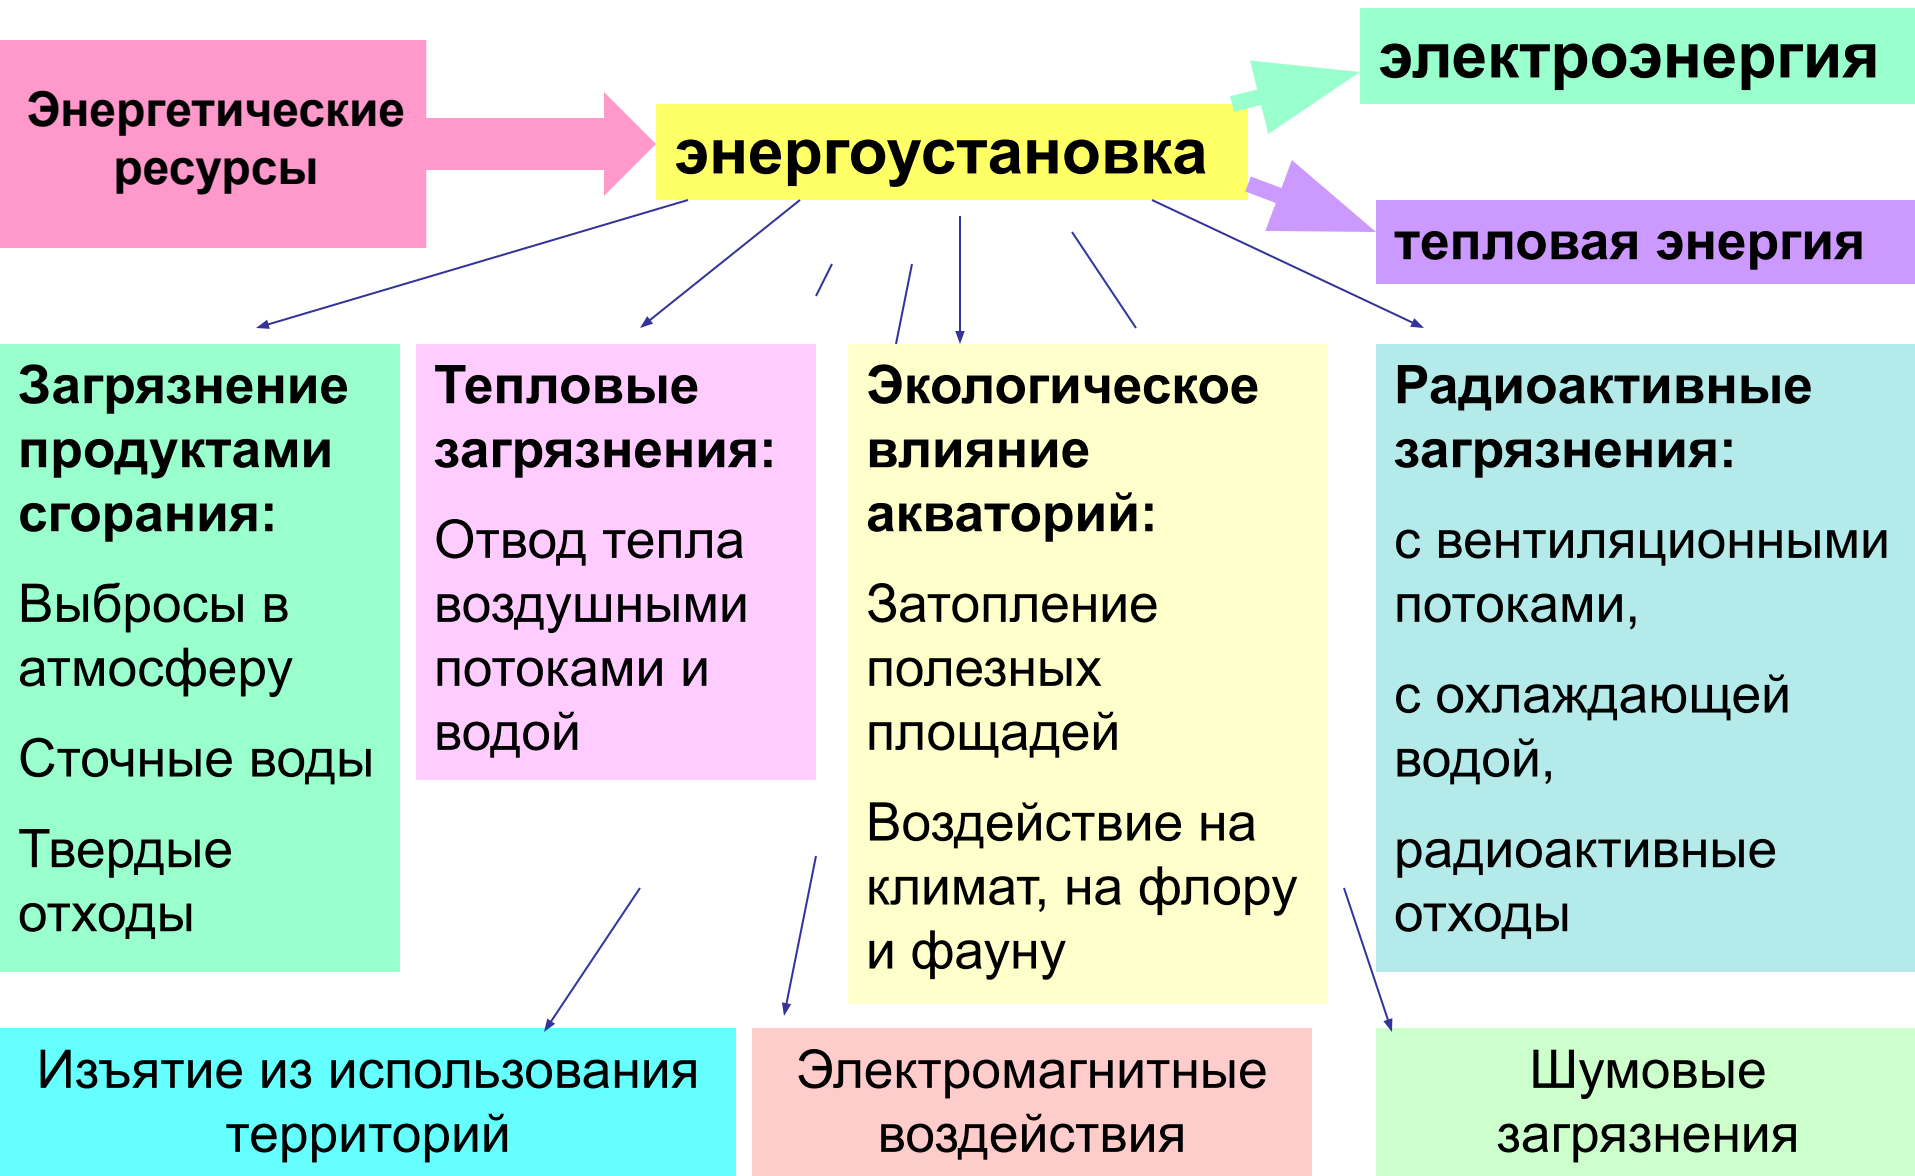 Энергетические
ресурсы
энергоустановка
электроэнергия
тепловая энергия
Загрязнение
продуктами
сгорания:
Выбросы в
атмосферу
Сточные воды
Твердые
отходы
Тепловые
загрязнения:
Отвод тепла
воздушными
потоками и
водой
Экологическое
влияние
акваторий:
Затопление
полезных
площадей
Воздействие на
климат, на флору
и фауну
Радиоактивные
загрязнения:
с вентиляционными
потоками,
с охлаждающей
водой,
радиоактивные
отходы
Изъятие из использования
территорий
Электромагнитные
воздействия
Шумовые
загрязнения